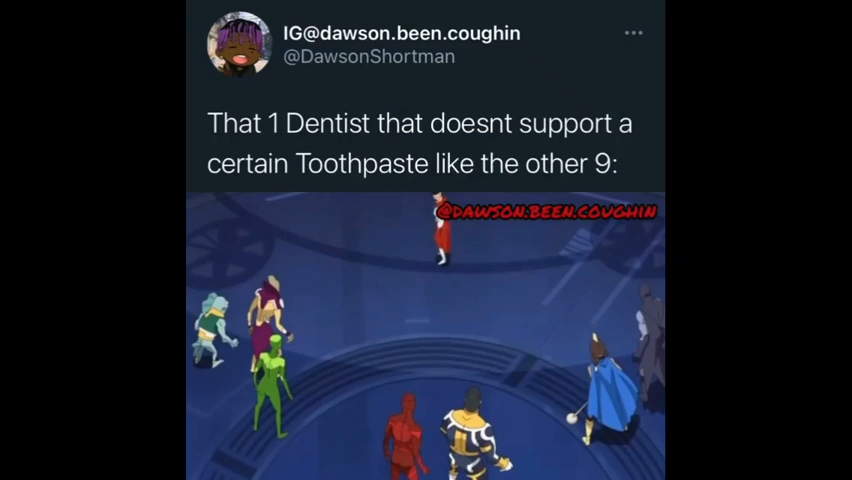 IG@dawson.been.coughin
@DawsonShortman
That 1 Dentist that doesnt support a
certain Toothpaste like the other 9:
@DAWSON.BEEN.COUGHIN